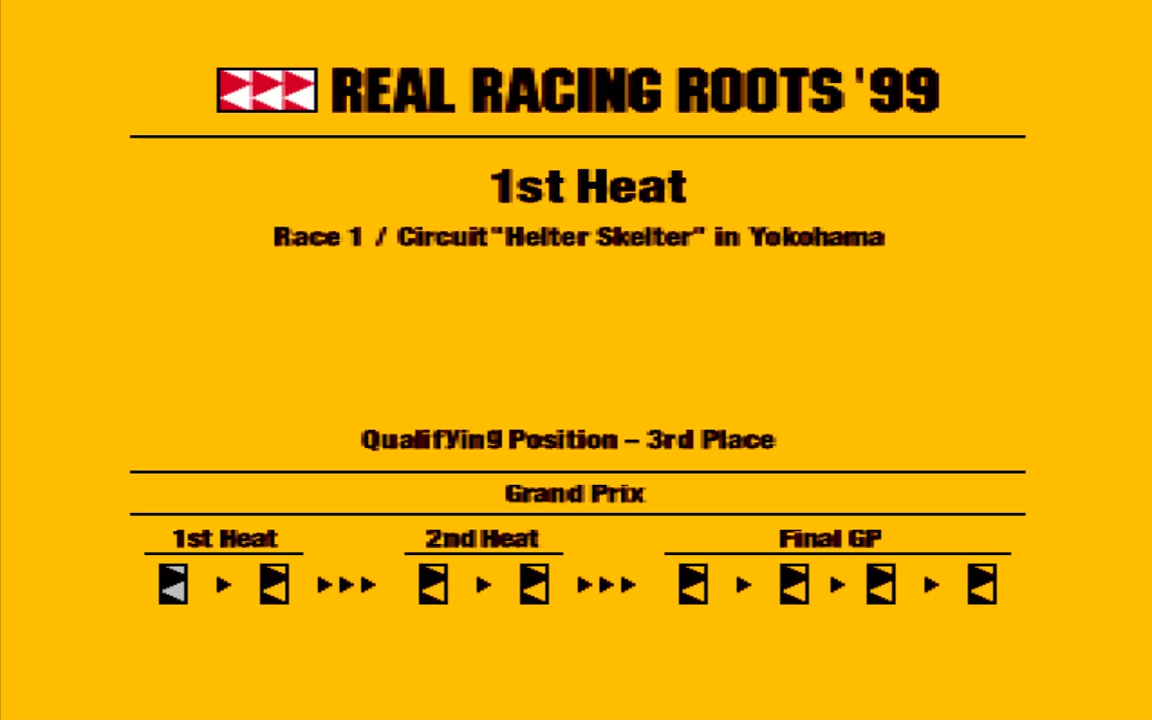 REAL RACING ROOTS '99
1st Heat
Race 1 / Circuit "Helter Skelter" in Yokohama
Qualifying Position – 3rd Place
Grand Prix
1st Heat 2nd Heat Final GP